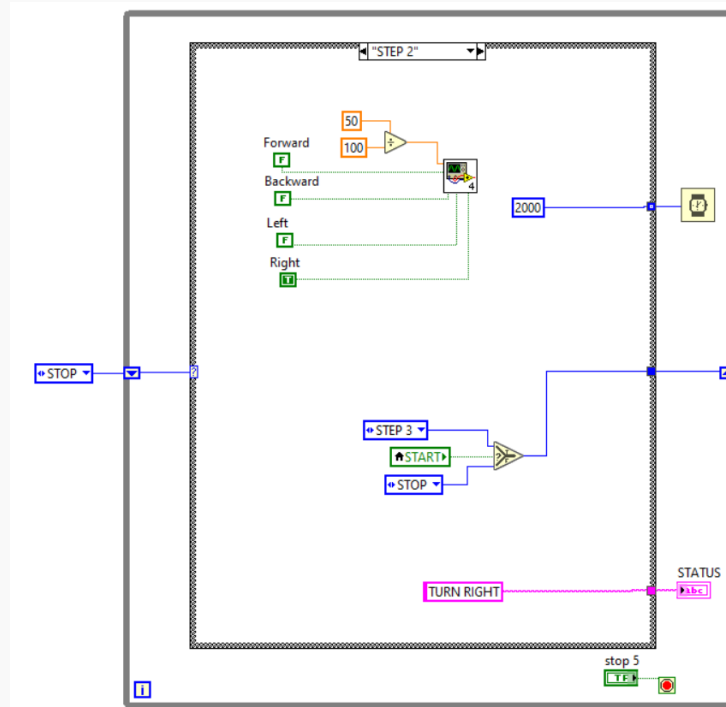 "STEP 2"
50
100
Forward
F
Backward
F
Left
F
Right
T
4
2000
STOP
?
STEP 3
START
?
STOP
TURN RIGHT
STATUS
abc
stop 5
TF
i